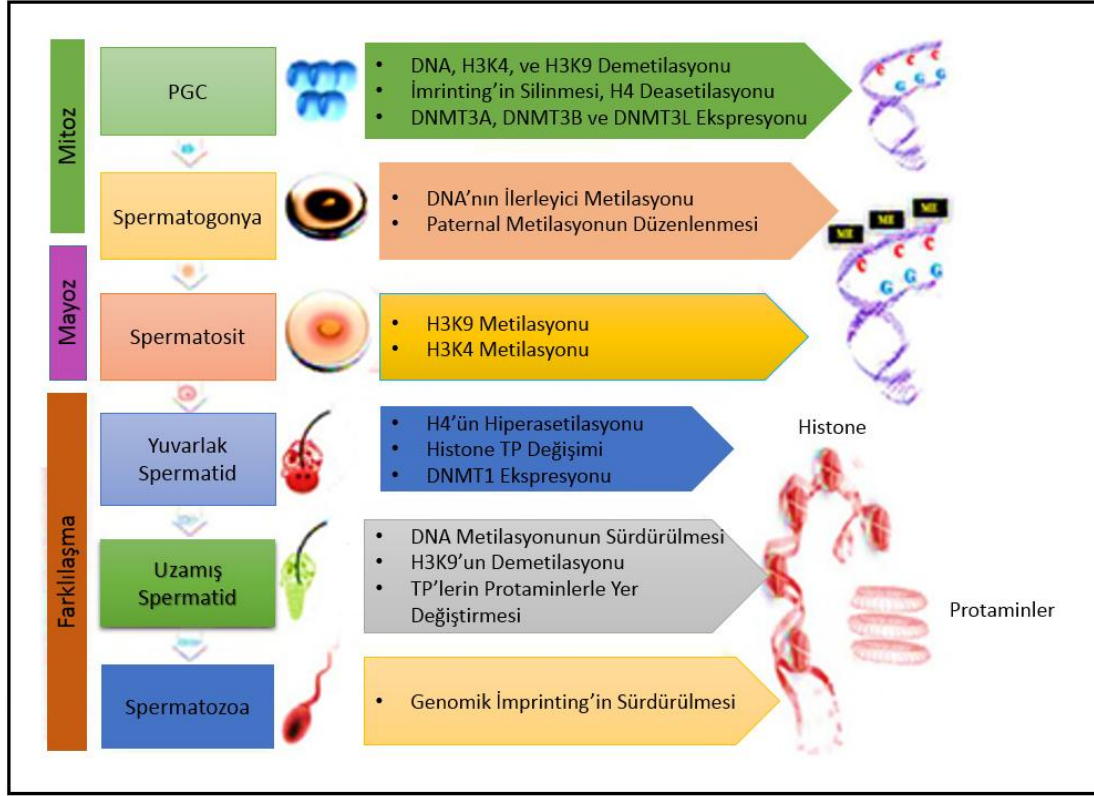 Mitoz
PGC
• DNA, H3K4, ve H3K9 Demetilasyonu
• İmrinting'in Silinmesi, H4 Deasetilasyonu
• DNMT3A, DNMT3B ve DNMT3L Ekspresyonu
C C C
G G G
Spermatogonya
• DNA'nın İlerleyici Metilasyonu
• Paternal Metilasyonun Düzenlenmesi
ME ME ME
C C C
G G G
Mayoz
Spermatosit
• H3K9 Metilasyonu
• H3K4 Metilasyonu
Farklılaşma
Yuvarlak
Spermatid
• H4'ün Hiperasetilasyonu
• Histone TP Değişimi
• DNMT1 Ekspresyonu
Histone
Uzamış
Spermatid
• DNA Metilasyonunun Sürdürülmesi
• H3K9'un Demetilasyonu
• TP'lerin Protaminlerle Yer
Değiştirmesi
Protaminler
Spermatozoa
• Genomik İmprinting'in Sürdürülmesi